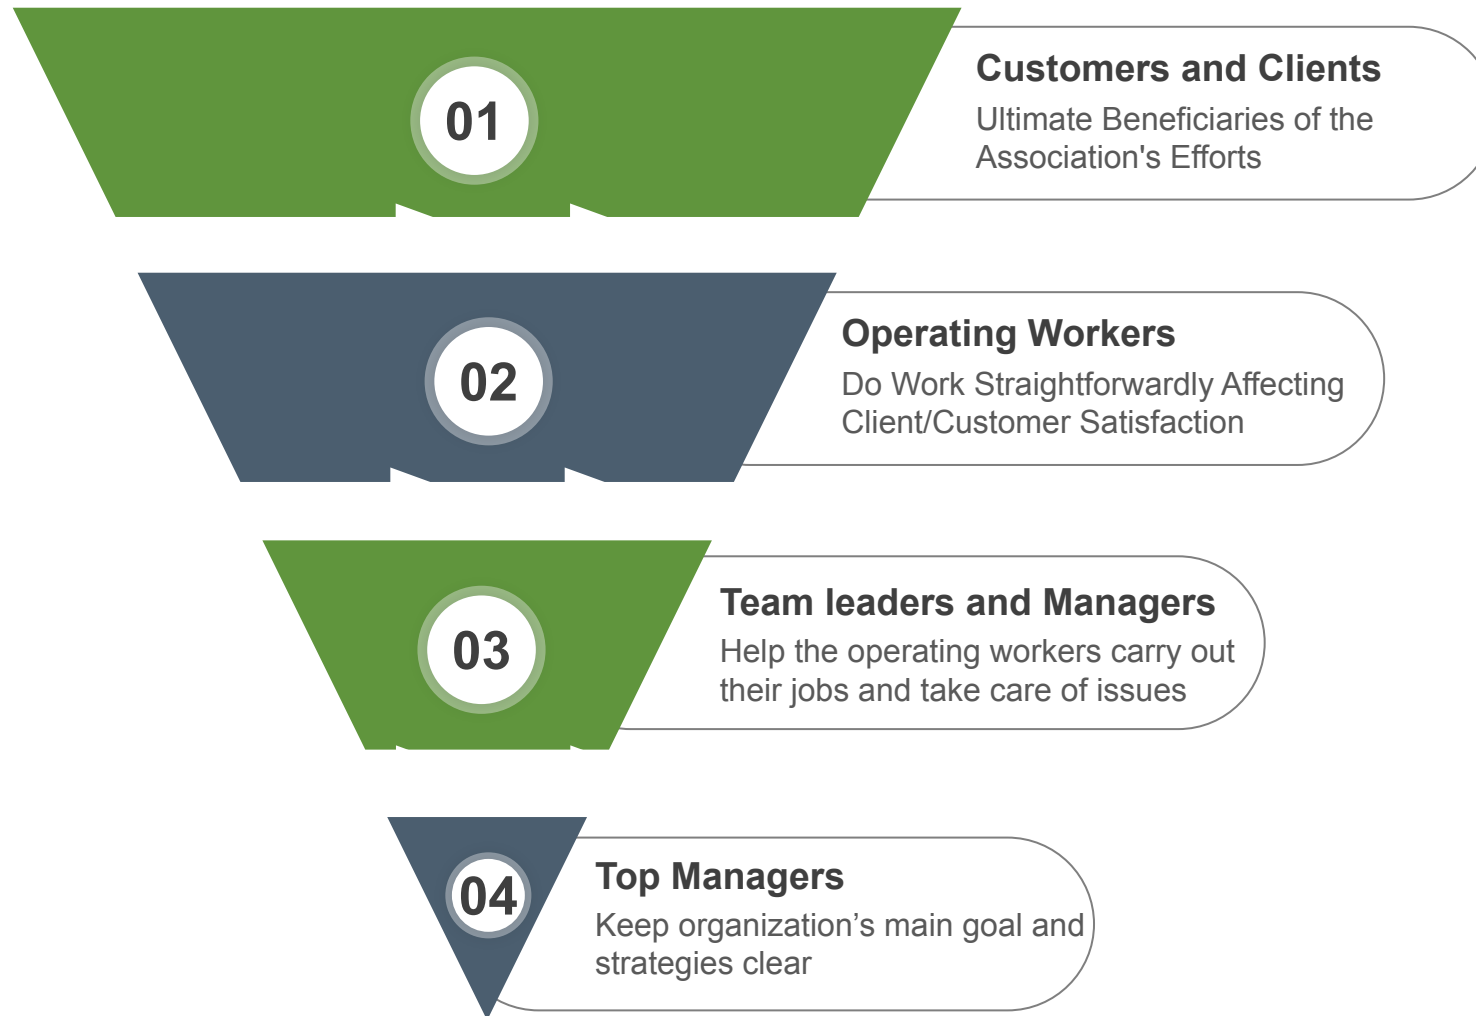 01
Customers and Clients
Ultimate Beneficiaries of the
Association's Efforts
02
Operating Workers
Do Work Straightforwardly Affecting
Client/Customer Satisfaction
03
Team leaders and Managers
Help the operating workers carry out
their jobs and take care of issues
04
Top Managers
Keep organization’s main goal and
strategies clear